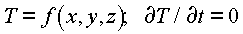 T = f(x, y, z); ∂T / ∂t = 0